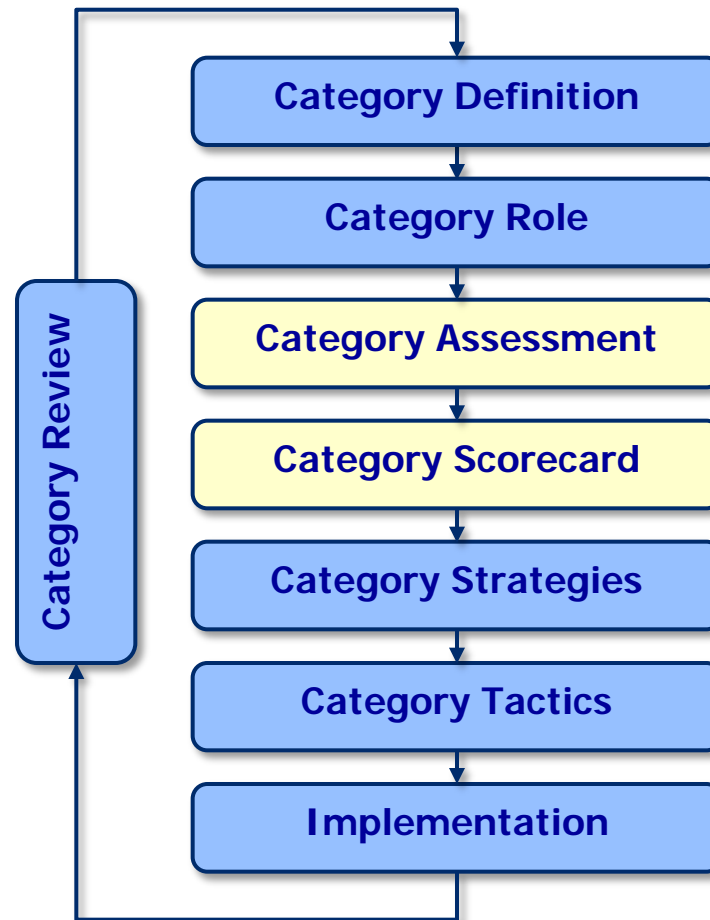 Category Definition
Category Role
Category Assessment
Category Scorecard
Category Strategies
Category Tactics
Implementation
Category Review